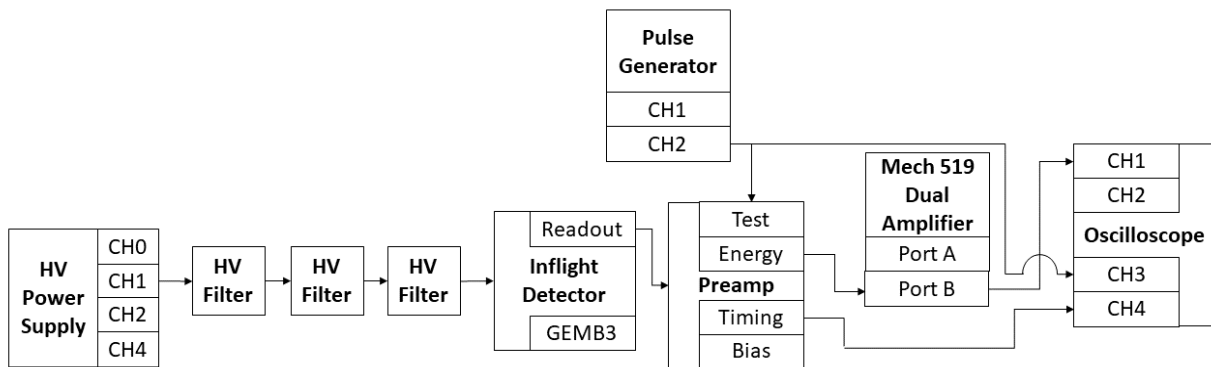 Pulse
Generator
CH1
CH2
Mech 519
Dual
Amplifier
Port A
Port B
CH1
CH2
Oscilloscope
CH3
CH4
HV
Power
Supply
CH0
CH1
CH2
CH4
HV
Filter
HV
Filter
HV
Filter
Readout
Inflight
Detector
GEMB3
Test
Energy
Preamp
Timing
Bias